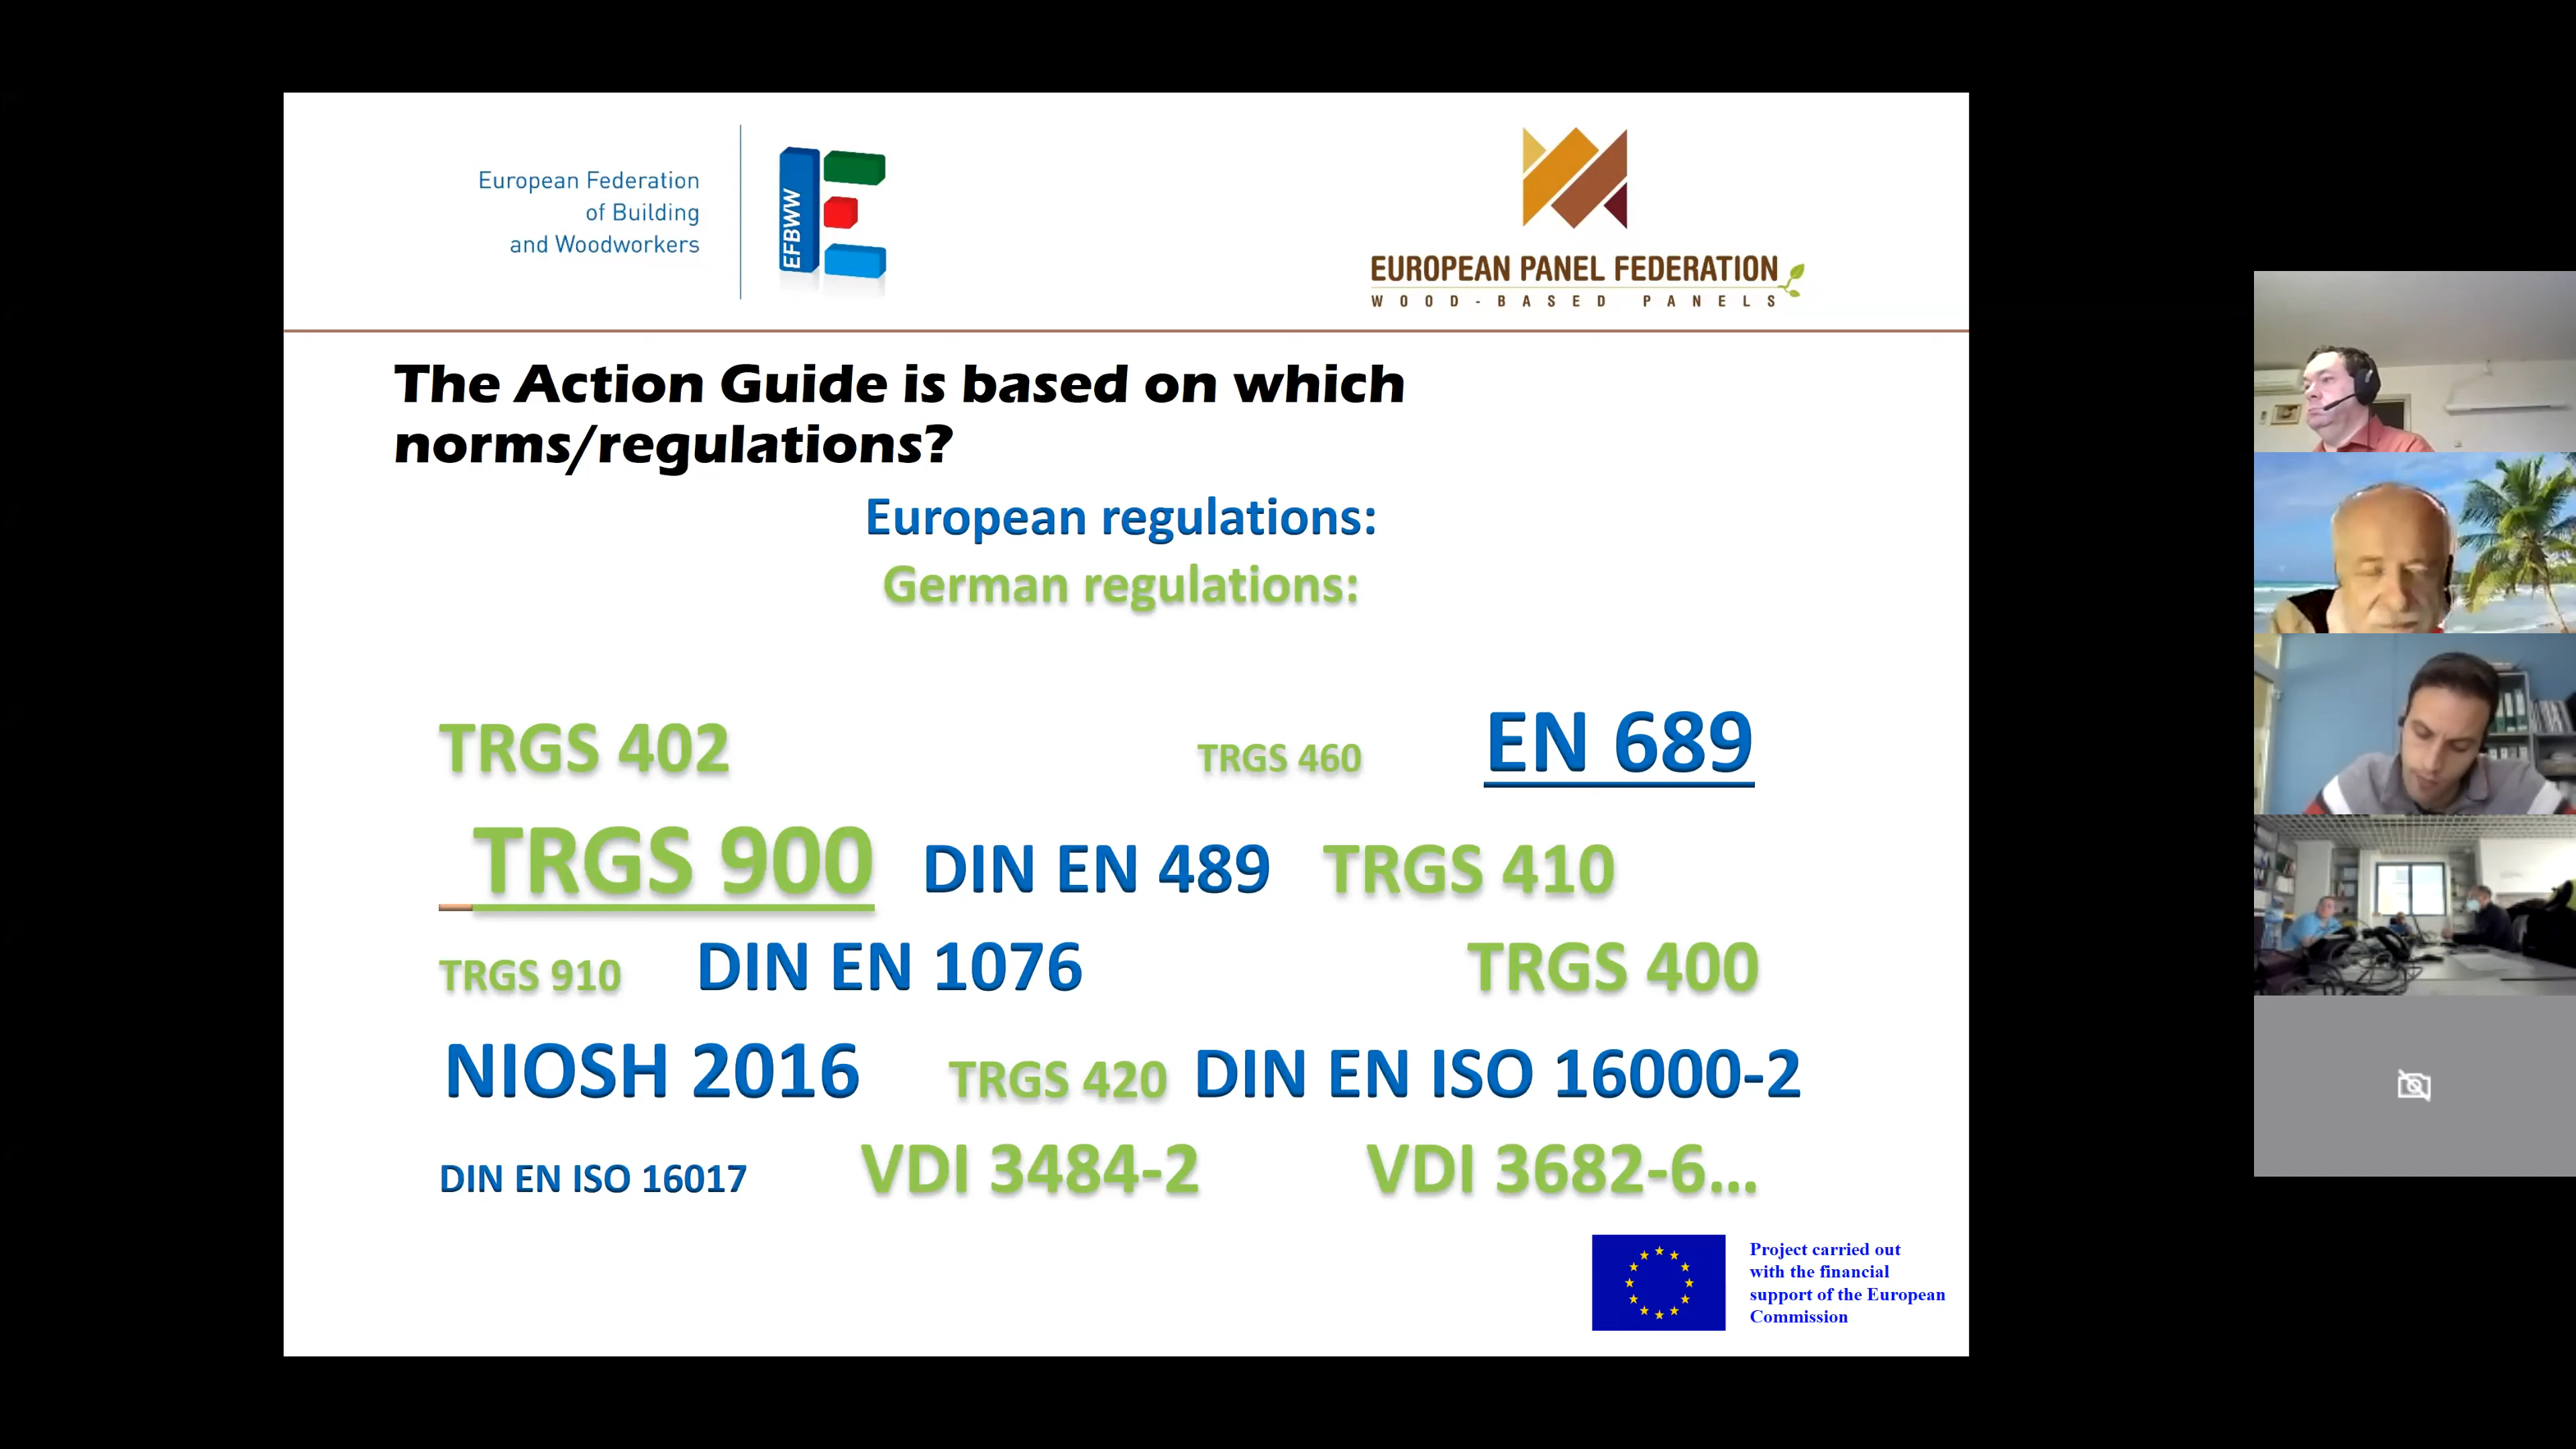 European Federation
of Building
and Woodworkers
EFBWW
EUROPEAN PANEL FEDERATION
WOOD-BASED PANELS
The Action Guide is based on which
norms/regulations?
European regulations:
German regulations:
TRGS 402 TRGS 460 EN 689
TRGS 900 DIN EN 489 TRGS 410
TRGS 910 DIN EN 1076 TRGS 400
NIOSH 2016 TRGS 420 DIN EN ISO 16000-2
DIN EN ISO 16017 VDI 3484-2 VDI 3682-6...
Project carried out
with the financial
support of the European
Commission